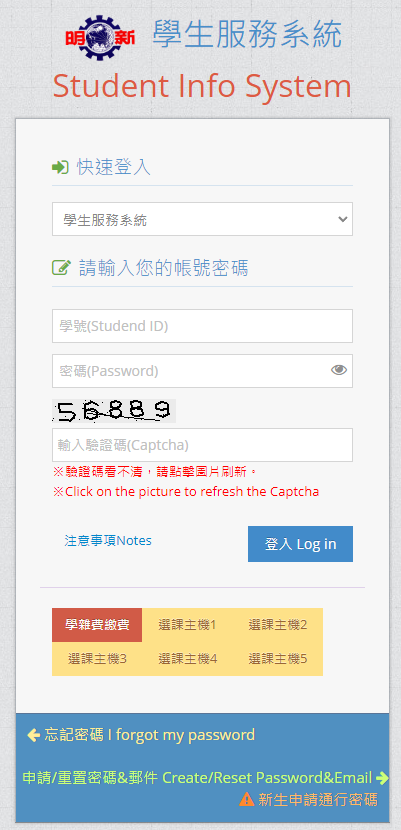 明新 學生服務系統
Student Info System
快速登入
學生服務系統
請輸入您的帳號密碼
學號(Studend ID)
密碼(Password)
56889
輸入驗證碼(Captcha)
※驗證碼看不清，請點擊圖片刷新。
※Click on the picture to refresh the Captcha
注意事項Notes
登入 Log in
學雜費繳費 選課主機1 選課主機2
選課主機3 選課主機4 選課主機5
忘記密碼 I forgot my password
申請/重置密碼&郵件 Create/Reset Password&Email
新生申請通行密碼